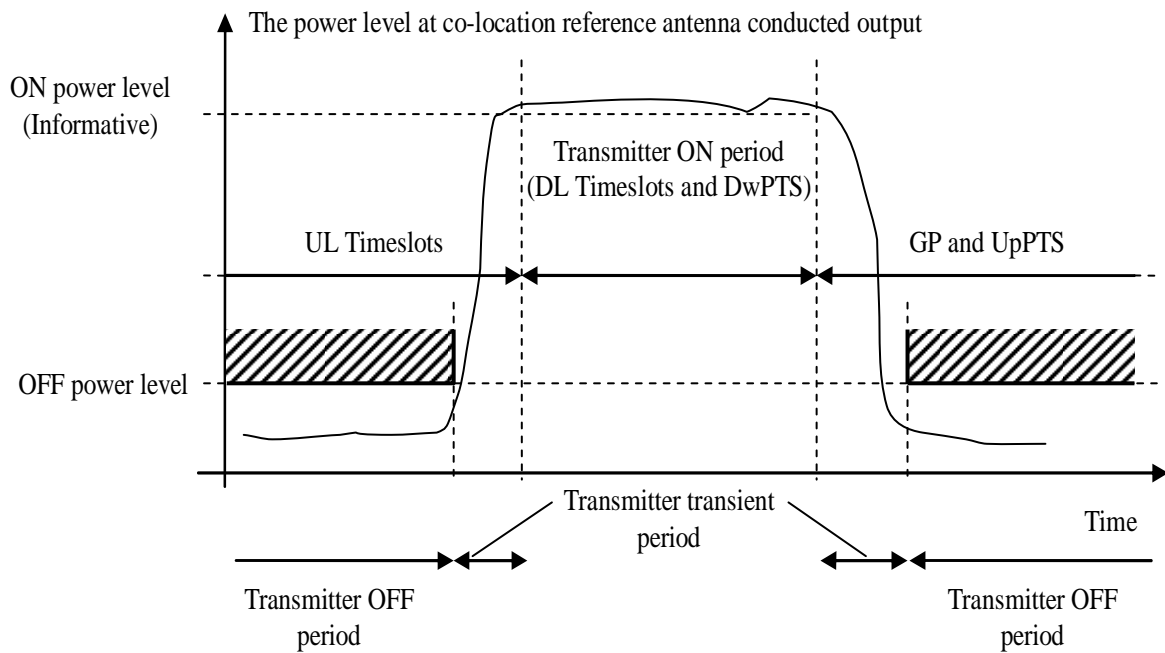 The power level at co-location reference antenna conducted output
ON power level
(Informative)
Transmitter ON period
(DL Timeslots and DwPTS)
UL Timeslots
GP and UpPTS
OFF power level
Transmitter transient
period
Time
Transmitter OFF
period
Transmitter OFF
period